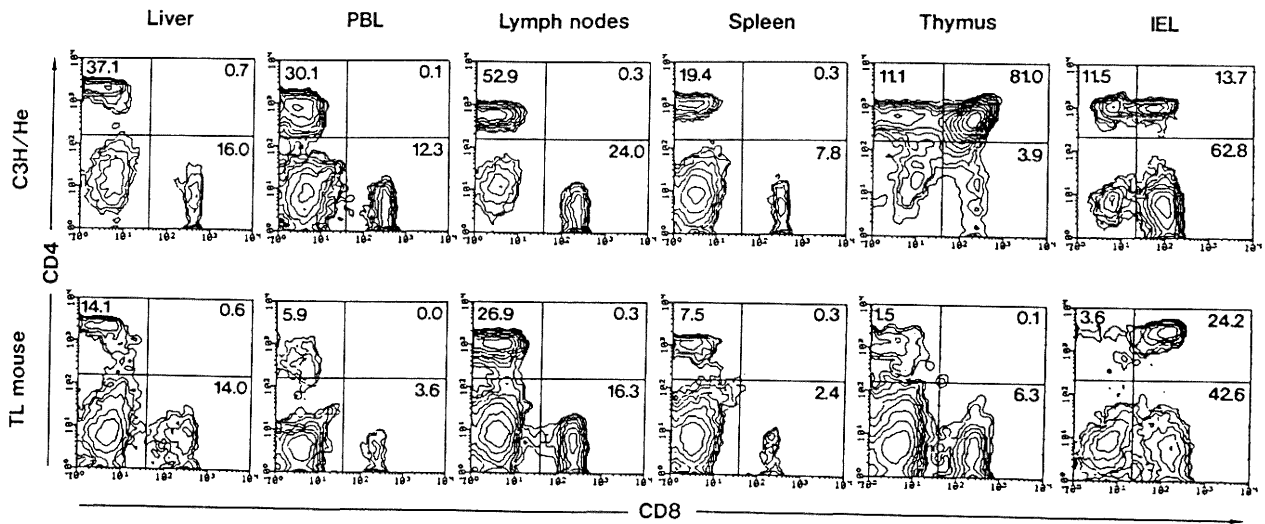 Liver PBL Lymph nodes Spleen Thymus IEL
C3H/He
37.1 0.7 16.0
30.1 0.1 12.3
52.9 0.3 24.0
19.4 0.3 7.8
11.1 81.0 3.9
11.5 13.7 62.8
CD4
TL mouse
14.1 0.6 14.0
5.9 0.0 3.6
26.9 0.3 16.3
7.5 0.3 2.4
1.5 0.1 6.3
3.6 24.2 42.6
CD8